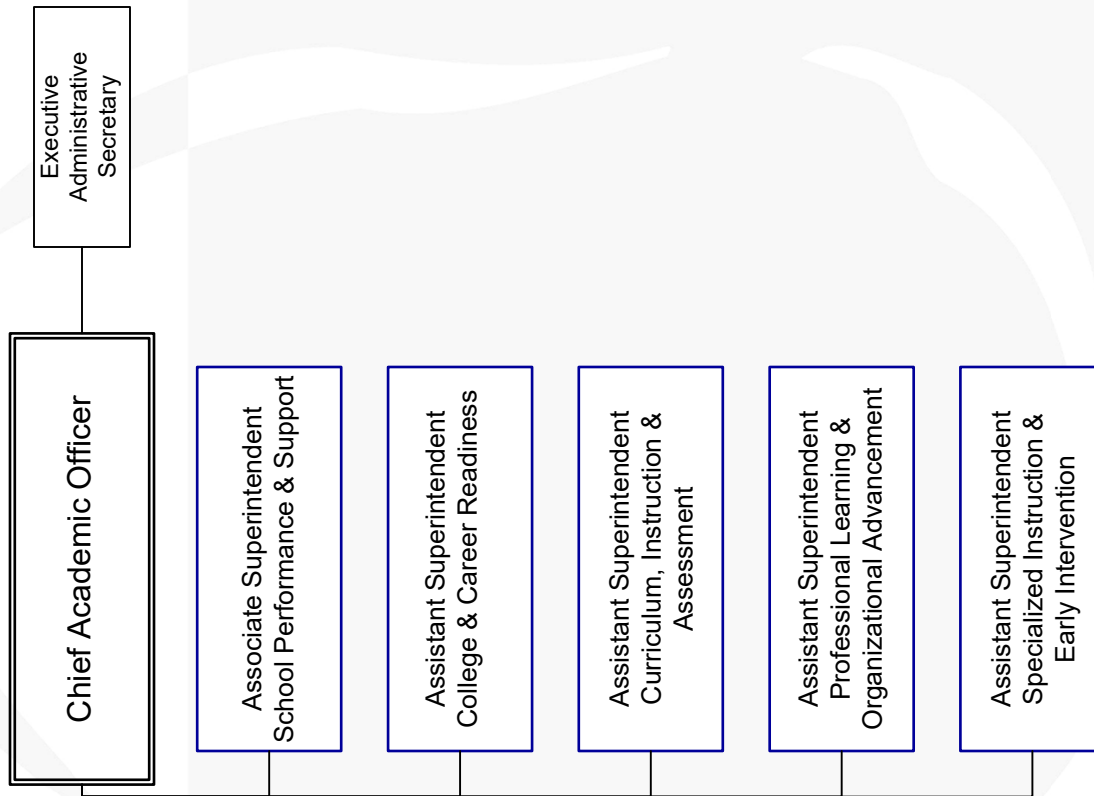 Executive
Administrative
Secretary
Chief Academic Officer
Associate Superintendent
School Performance & Support
Assistant Superintendent
College & Career Readiness
Assistant Superintendent
Curriculum, Instruction &
Assessment
Assistant Superintendent
Professional Learning &
Organizational Advancement
Assistant Superintendent
Specialized Instruction &
Early Intervention